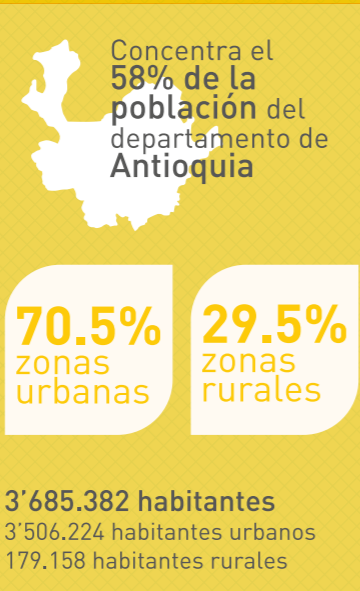 Concentra el
58% de la
población del
departamento de
Antioquia
70.5%
zonas
urbanas
29.5%
zonas
rurales
3’685.382 habitantes
3’506.224 habitantes urbanos
179.158 habitantes rurales